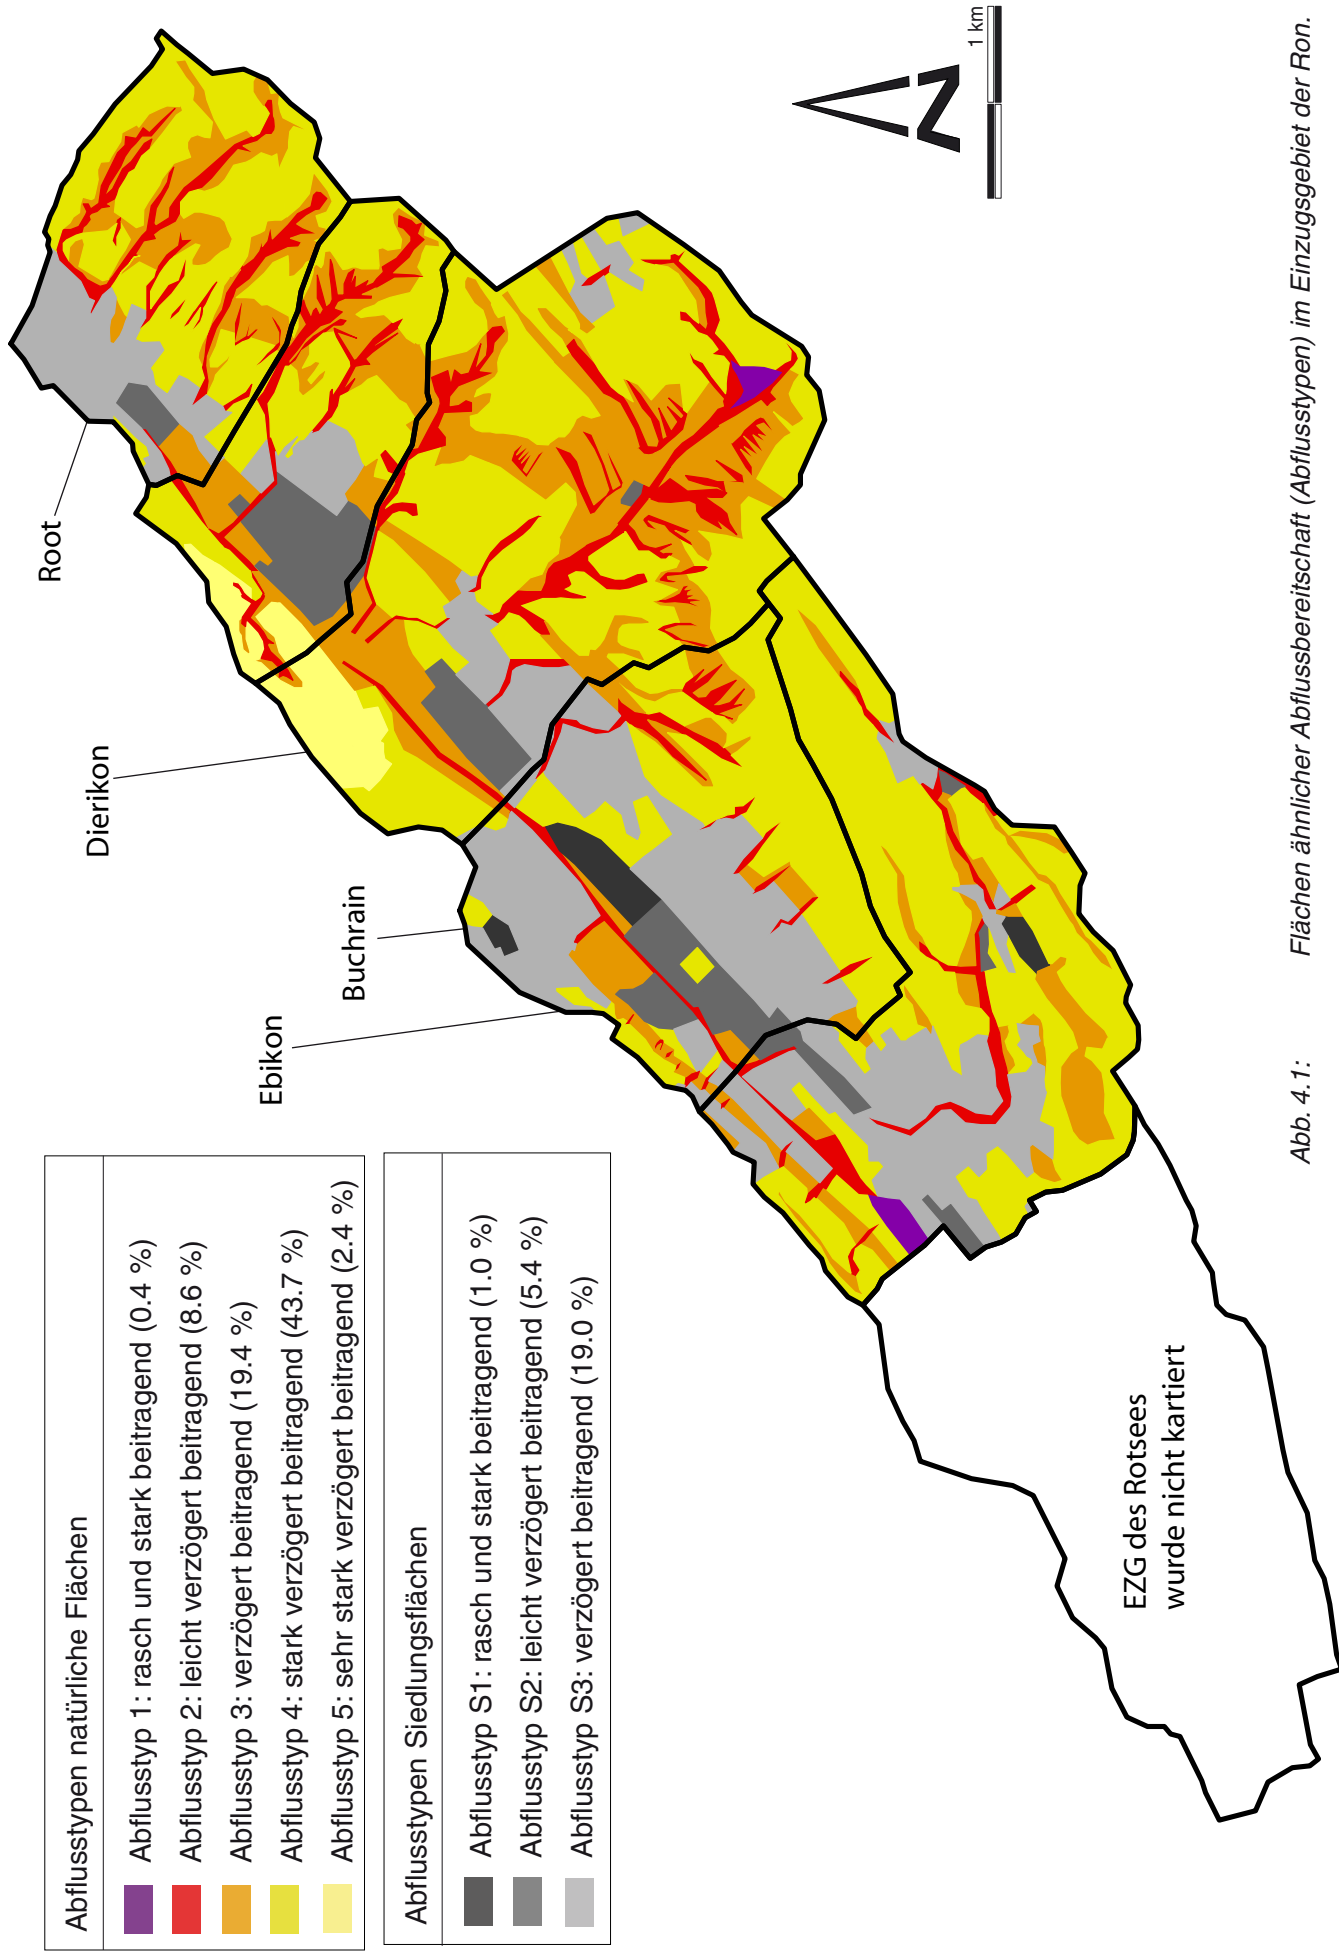 Abflusstypen natürliche Flächen
Abflusstyp 1: rasch und stark beitragend (0.4 %)
Abflusstyp 2: leicht verzögert beitragend (8.6 %)
Abflusstyp 3: verzögert beitragend (19.4 %)
Abflusstyp 4: stark verzögert beitragend (43.7 %)
Abflusstyp 5: sehr stark verzögert beitragend (2.4 %)
Abflusstypen Siedlungsflächen
Abflusstyp S1: rasch und stark beitragend (1.0 %)
Abflusstyp S2: leicht verzögert beitragend (5.4 %)
Abflusstyp S3: verzögert beitragend (19.0 %)
Root
Dierikon
Buchrain
Ebikon
EZG des Rotsees
wurde nicht kartiert
N
1 km
Abb. 4.1: Flächen ähnlicher Abflussbereitschaft (Abflusstypen) im Einzugsgebiet der Ron.